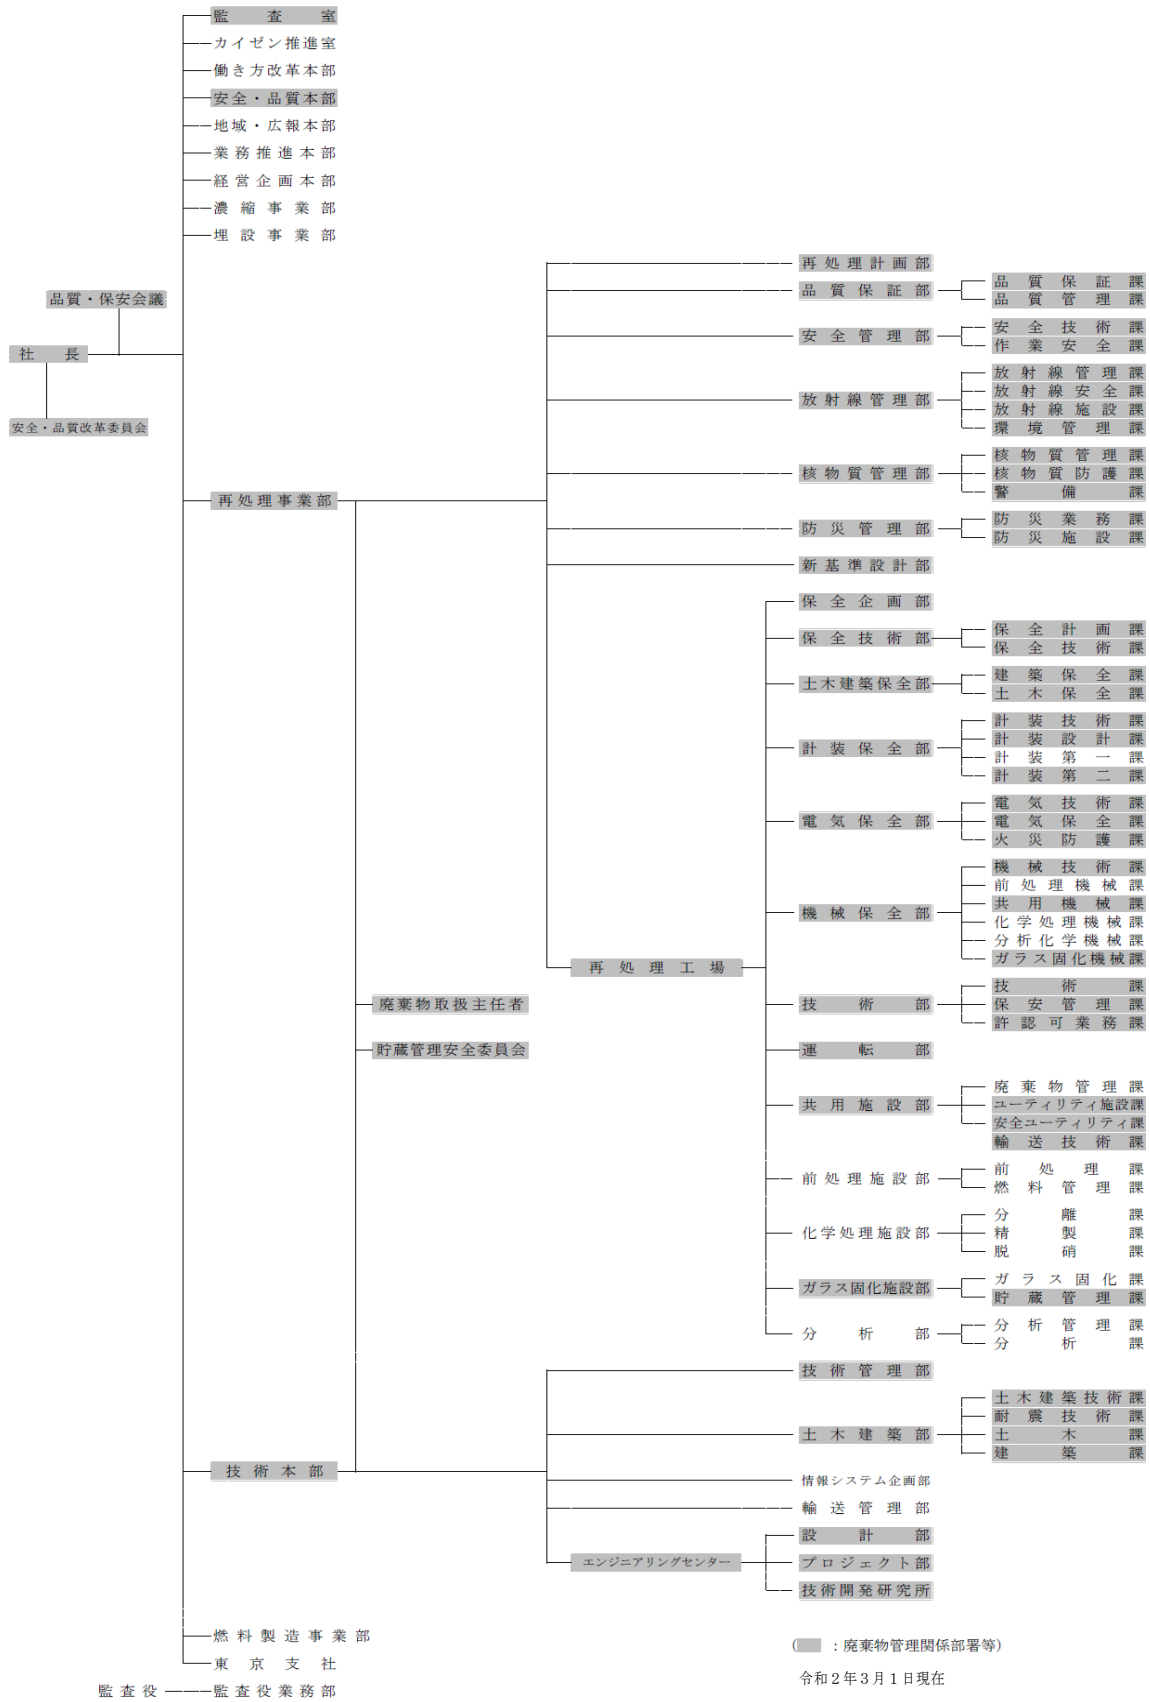 監査室
カイゼン推進室
働き方改革本部
安全・品質本部
地域・広報本部
業務推進本部
経営企画本部
濃縮事業部
埋設事業部
品質・保安会議
社長
安全・品質改革委員会
再処理事業部
再処理計画部
品質保証部
品質保証課
品質管理課
安全管理部
安全技術課
作業安全課
放射線管理部
放射線管理課
放射線安全課
放射線施設課
環境管理課
核物質管理部
核物質管理課
核物質防護課
警備課
防災管理部
防災業務課
防災施設課
新基準設計部
再処理工場
保全企画部
保全技術部
保全計画課
保全技術課
土木建築保全部
建築保全課
土木保全課
計装保全部
計装技術課
計装設計課
計装第一課
計装第二課
電気保全部
電気技術課
電気保全課
火災防護課
機械保全部
機械技術課
前処理機械課
共用機械課
化学処理機械課
分析化学機械課
ガラス固化機械課
技術部
技術課
保安管理課
許認可業務課
運転部
共用施設部
廃棄物管理課
ユーティリティ施設課
安全ユーティリティ課
輸送技術課
前処理施設部
前処理課
燃料管理課
化学処理施設部
分離課
精製課
脱硝課
ガラス固化施設部
ガラス固化課
貯蔵管理課
分析部
分析管理課
分析課
廃棄物取扱主任者
貯蔵管理安全委員会
技術本部
技術管理部
土木建築部
土木建築技術課
耐震技術課
土木課
建築課
情報システム企画部
輸送管理部
エンジニアリングセンター
設計部
プロジェクト部
技術開発研究所
燃料製造事業部
東京支社
監査役 監査役業務部
( ：廃棄物管理関係部署等)
令和２年３月１日現在